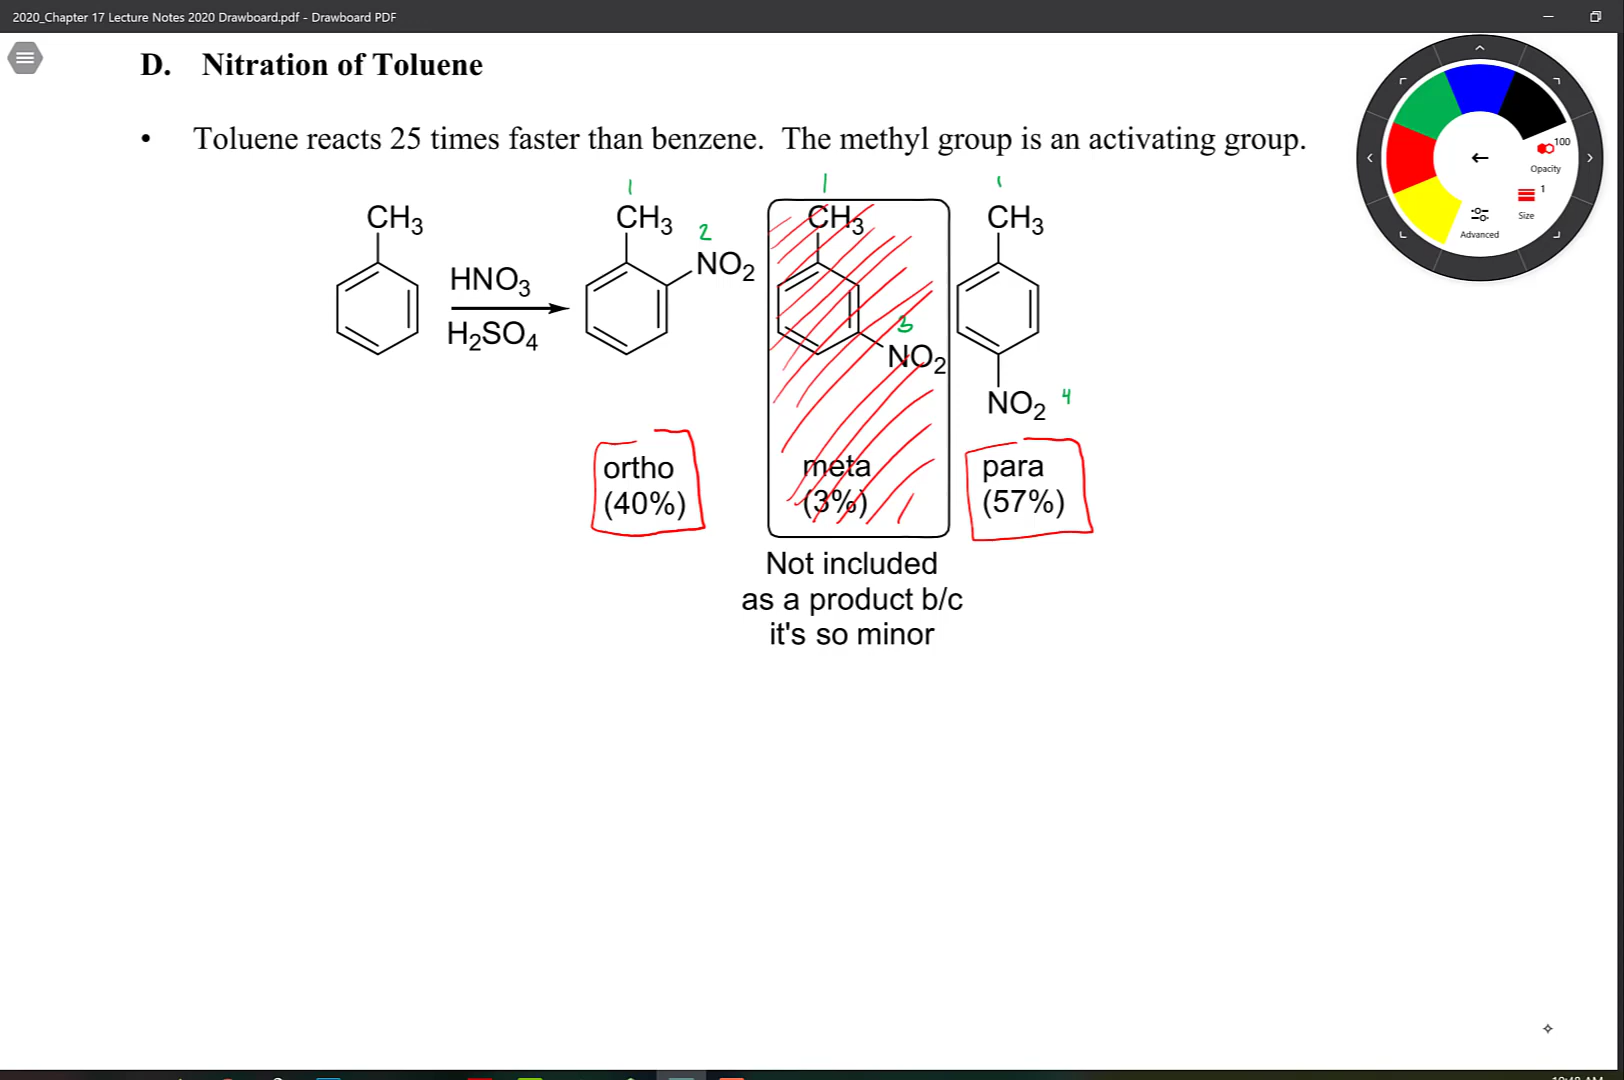 2020_Chapter 17 Lecture Notes 2020 Drawboard.pdf - Drawboard PDF
D. Nitration of Toluene
• Toluene reacts 25 times faster than benzene. The methyl group is an activating group.
100
Opacity
1
Size
Advanced
1 1 1
CH3 CH3 CH3 CH3
2
HNO3 NO2
H2SO4
3
NO2
NO2 4
ortho meta para
(40%) (3%) (57%)
Not included
as a product b/c
it's so minor